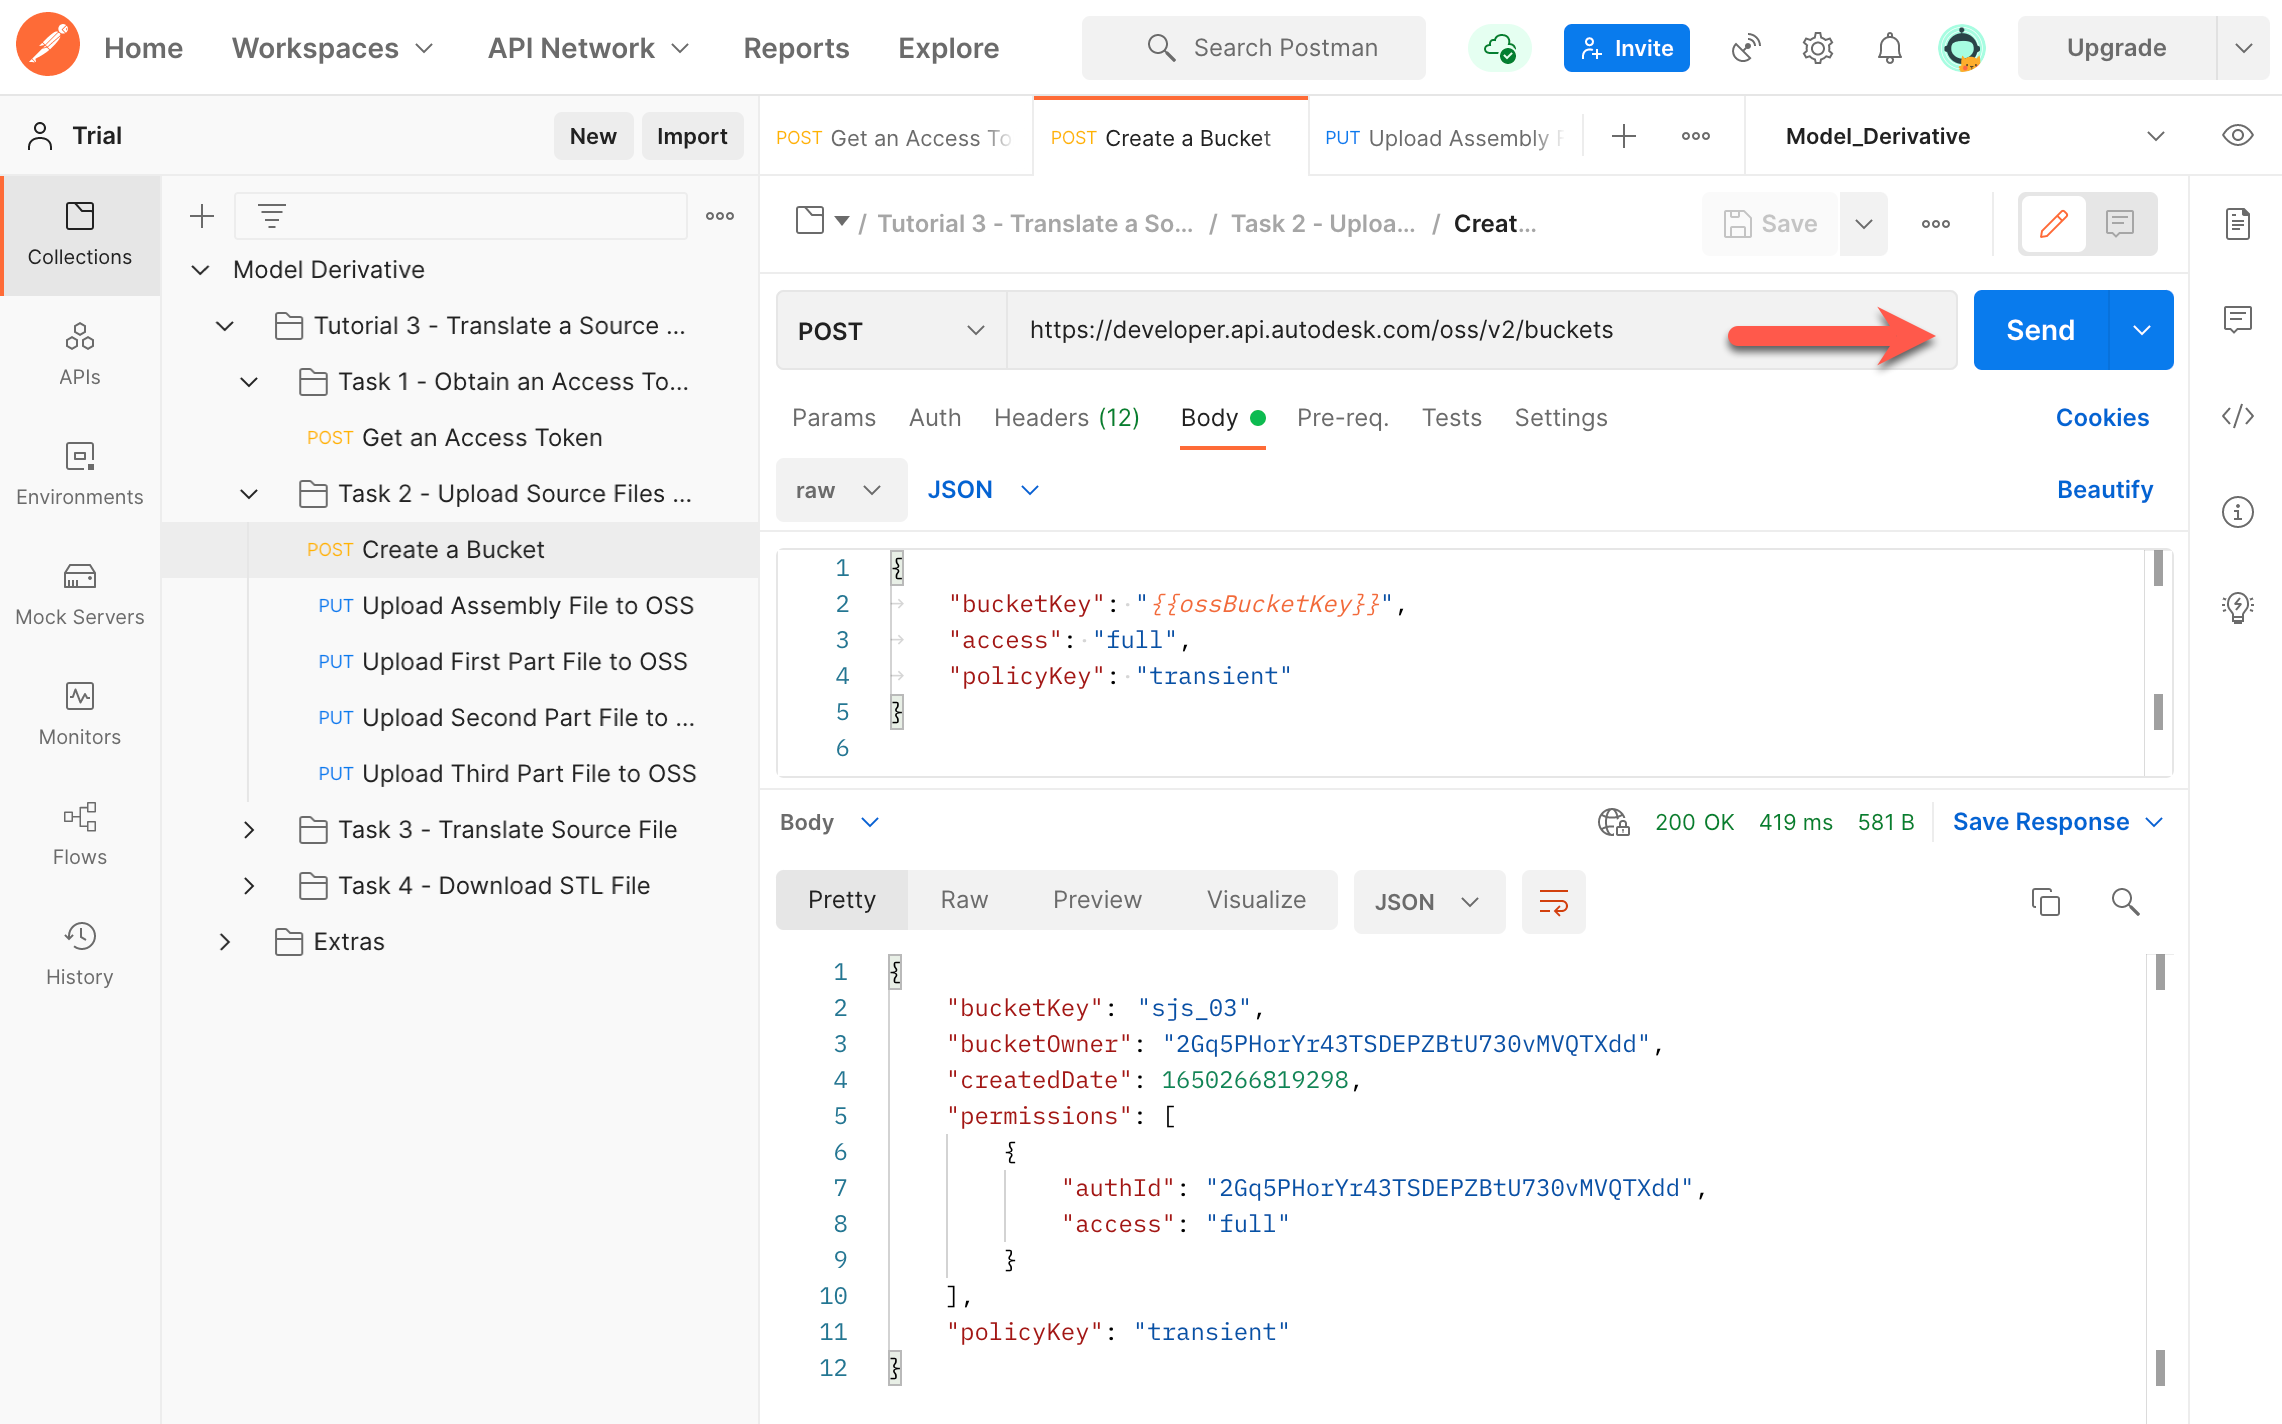 Home Workspaces API Network Reports Explore Search Postman Invite Upgrade
Trial New Import
POST Get an Access To POST Create a Bucket PUT Upload Assembly Model_Derivative
Collections
APIs
Environments
Mock Servers
Monitors
Flows
History
Model Derivative
Tutorial 3 - Translate a Source ...
Task 1 - Obtain an Access To...
POST Get an Access Token
Task 2 - Upload Source Files ...
POST Create a Bucket
PUT Upload Assembly File to OSS
PUT Upload First Part File to OSS
PUT Upload Second Part File to ...
PUT Upload Third Part File to OSS
Task 3 - Translate Source File
Task 4 - Download STL File
Extras
/ Tutorial 3 - Translate a So... / Task 2 - Uploa... / Creat... Save
POST https://developer.api.autodesk.com/oss/v2/buckets Send
Params Auth Headers (12) Body Pre-req. Tests Settings Cookies
raw JSON Beautify
1 {
2 "bucketKey": "{{ossBucketKey}}",
3 "access": "full",
4 "policyKey": "transient"
5 }
6
Body 200 OK 419 ms 581 B Save Response
Pretty Raw Preview Visualize JSON
1 {
2 "bucketKey": "sjs_03",
3 "bucketOwner": "2Gq5PHorYr43TSDEPZBtU730vMVQTXdd",
4 "createdDate": 1650266819298,
5 "permissions": [
6 {
7 "authId": "2Gq5PHorYr43TSDEPZBtU730vMVQTXdd",
8 "access": "full"
9 }
10 ],
11 "policyKey": "transient"
12 }